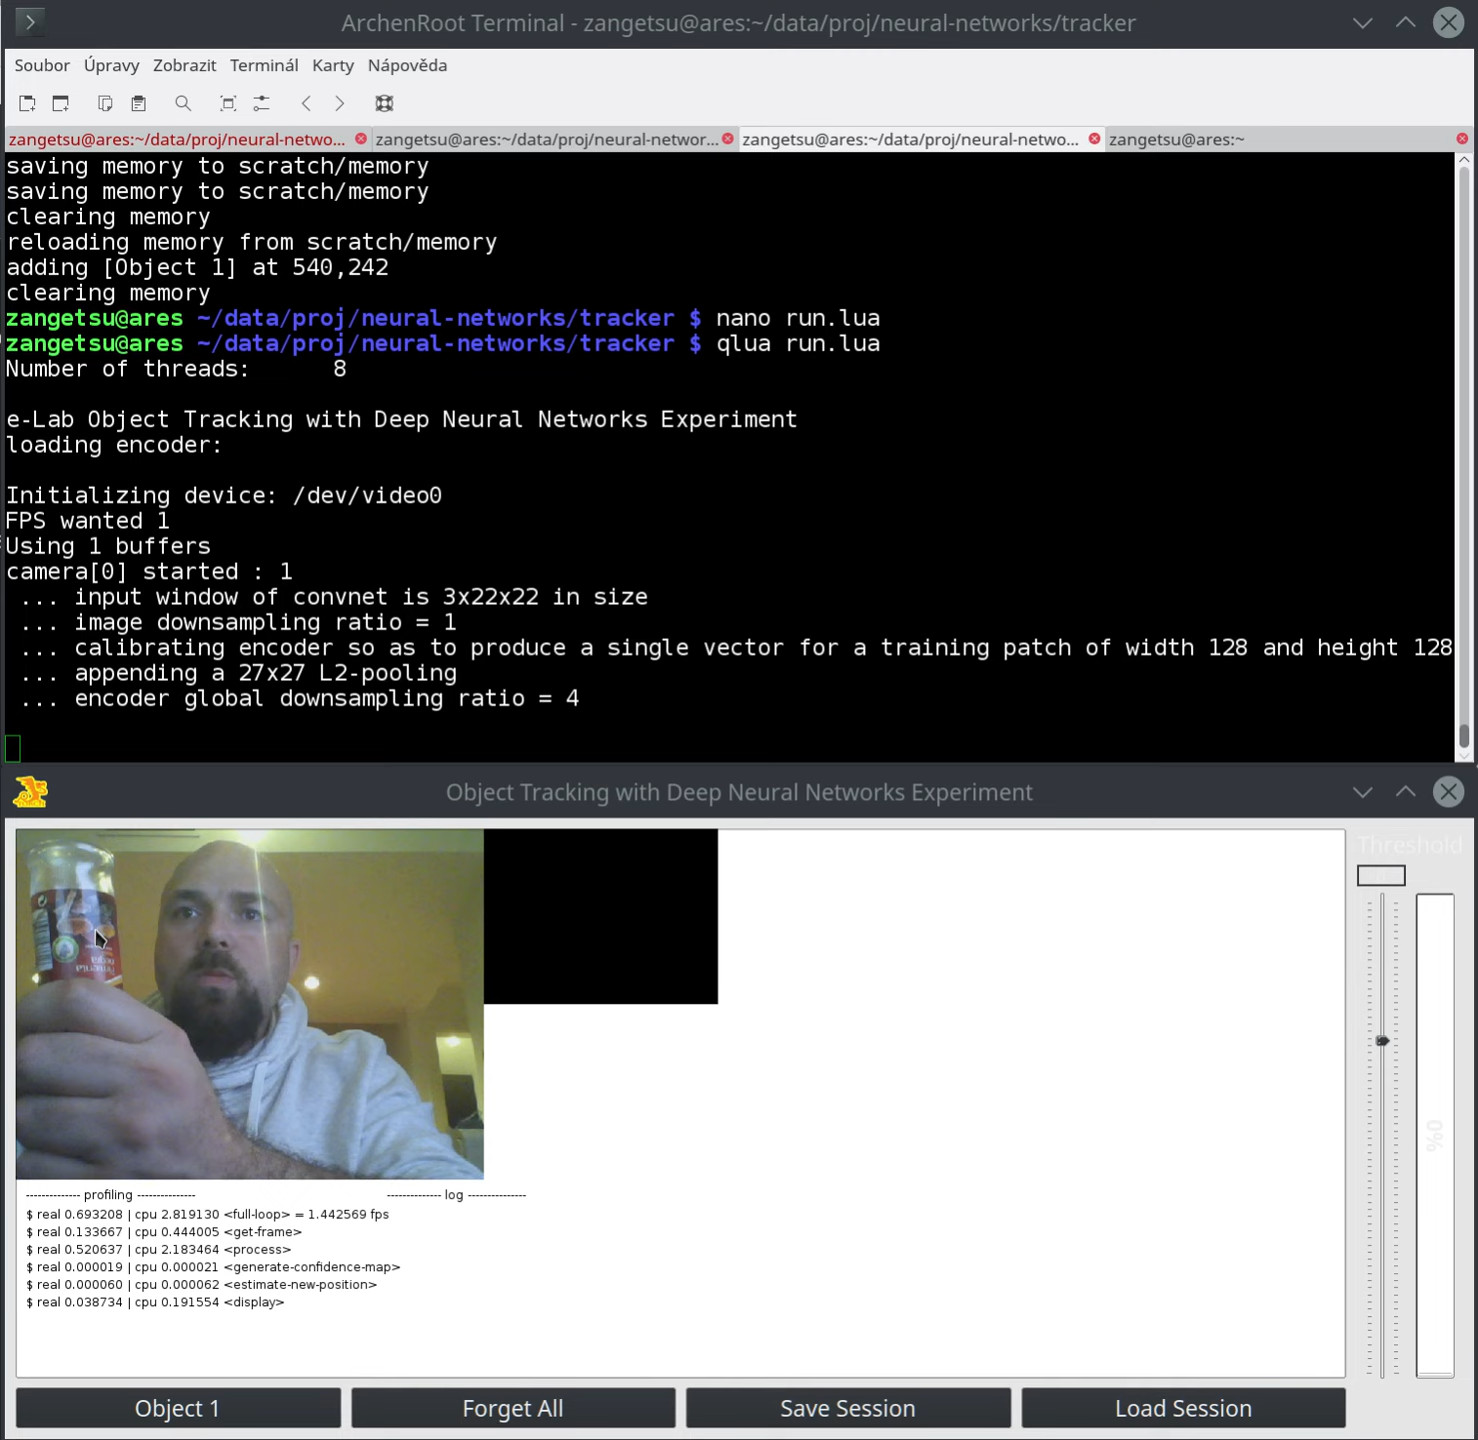 ArchenRoot Terminal - zangetsu@ares:~/data/proj/neural-networks/tracker
Soubor Úpravy Zobrazit Terminál Karty Nápověda
zangetsu@ares:~/data/proj/neural-netwo... zangetsu@ares:~/data/proj/neural-networ... zangetsu@ares:~/data/proj/neural-netwo... zangetsu@ares:~
saving memory to scratch/memory
saving memory to scratch/memory
clearing memory
reloading memory from scratch/memory
adding [Object 1] at 540,242
clearing memory
zangetsu@ares ~/data/proj/neural-networks/tracker $ nano run.lua
zangetsu@ares ~/data/proj/neural-networks/tracker $ qlua run.lua
Number of threads: 8
e-Lab Object Tracking with Deep Neural Networks Experiment
loading encoder:
Initializing device: /dev/video0
FPS wanted 1
Using 1 buffers
camera[0] started : 1
... input window of convnet is 3x22x22 in size
... image downsampling ratio = 1
... calibrating encoder so as to produce a single vector for a training patch of width 128 and height 128
... appending a 27x27 L2-pooling
... encoder global downsampling ratio = 4
Object Tracking with Deep Neural Networks Experiment
Threshold
0%
-------------- profiling --------------- -------------- log ---------------
$ real 0.693208 | cpu 2.819130 <full-loop> = 1.442569 fps
$ real 0.133667 | cpu 0.444005 <get-frame>
$ real 0.520637 | cpu 2.183464 <process>
$ real 0.000019 | cpu 0.000021 <generate-confidence-map>
$ real 0.000060 | cpu 0.000062 <estimate-new-position>
$ real 0.038734 | cpu 0.191554 <display>
Object 1 Forget All Save Session Load Session